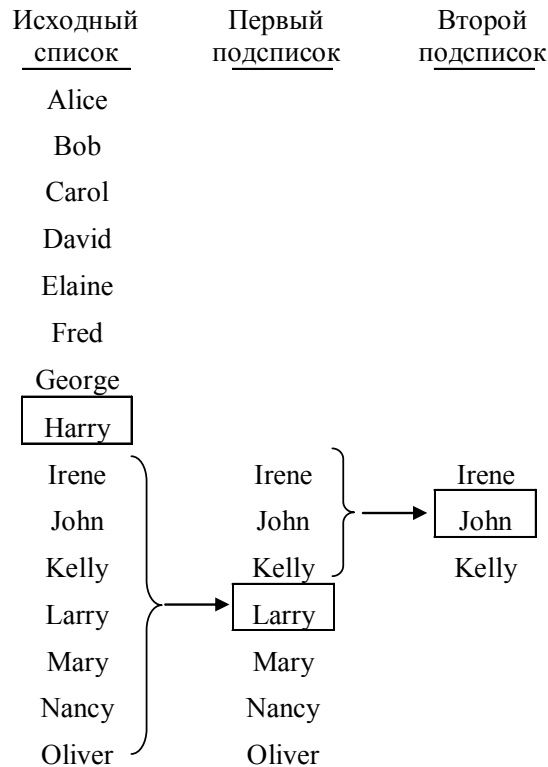 Исходный
список
Первый
подсписок
Второй
подсписок
Alice
Bob
Carol
David
Elaine
Fred
George
Harry
Irene
John
Kelly
Larry
Mary
Nancy
Oliver
Irene
John
Kelly
Larry
Mary
Nancy
Oliver
Irene
John
Kelly